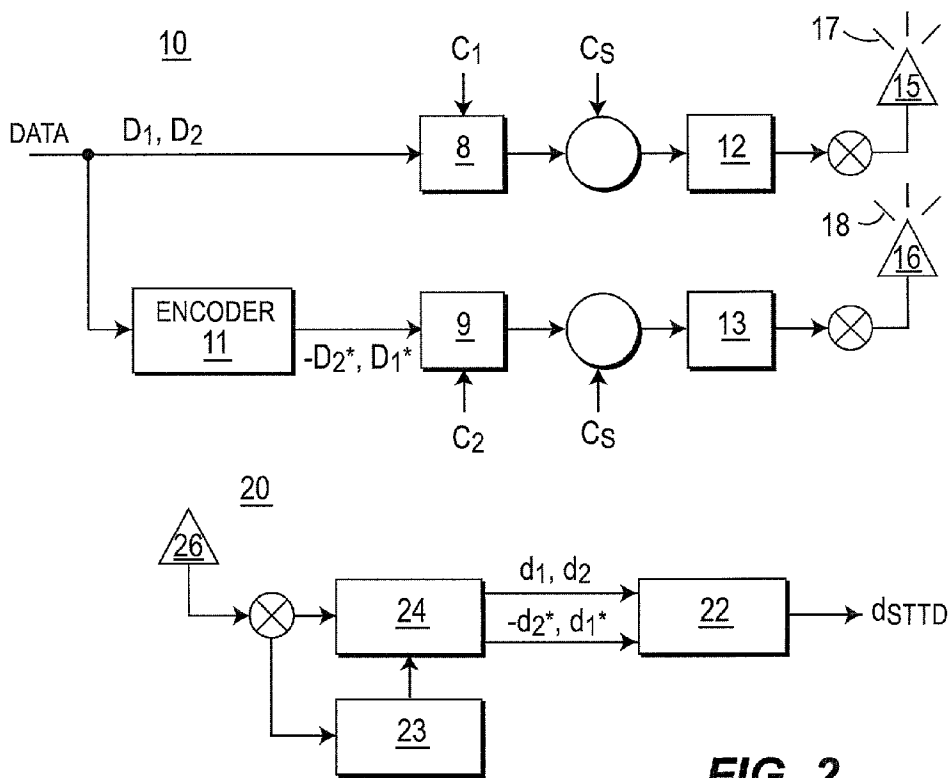 10
17
C1
CS
15
DATA
D1, D2
8
12
18
16
ENCODER
11
-D2*, D1*
9
13
C2
CS
20
26
24
d1, d2
-d2*, d1*
22
dSTTD
23
FIG. 2